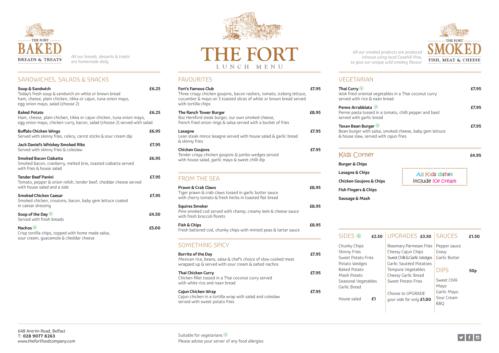 THE FORT
BAKED
BREADS & TREATS
All our breads, desserts & treats
are homemade daily.
THE FORT
LUNCH MENU
All our smoked products are produced
inhouse using local Cavehill Pine,
to give our unique wild smoking flavour.
THE FORT
SMOKED
FISH, MEAT & CHEESE
SANDWICHES, SALADS & SNACKS
Soup & Sandwich £6.25
Today's fresh soup & sandwich on white or brown bread
ham, cheese, plain chicken, tikka or cajun, tuna onion mayo,
egg onion mayo, salad (choose 2)
Baked Potato £6.25
Ham, cheese, plain chicken, tikka or cajun chicken, tuna onion mayo,
egg onion mayo, chicken curry, bacon, salad (choose 2) served with salad
Buffalo Chicken Wings £6.95
Served with skinny fries, celery, carrot sticks & sour cream dip
Jack Daniel's Whiskey Smoked Ribs £7.95
Served with skinny fries & coleslaw
Smoked Bacon Ciabatta £6.95
Smoked bacon, cranberry, melted brie, toasted ciabatta served
with fries & house salad
Tender Beef Panini £7.95
Tomato, pepper & onion relish, tender beef, cheddar cheese served
with house salad and a side
Smoked Chicken Caesar £7.95
Smoked chicken, croutons, bacon, baby gem lettuce coated
in caesar dressing
Soup of the Day £4.50
Served with fresh breads
Nachos £5.00
Crisp tortilla chips, topped with home made salsa,
sour cream, guacamole & cheddar cheese
FAVOURITES
Fort's Famous Club £7.95
Three crispy chicken goujons, bacon rashers, tomato, iceberg lettuce,
cucumber & mayo on 3 toasted slices of white or brown bread served
with tortilla chips
The Ranch Tower Burger £8.95
6oz Hereford steak burger, our own smoked cheese,
french fried onion rings & salsa served with a bucket of fries
Lasagne £7.95
Lean steak mince lasagne served with house salad & garlic bread
& skinny fries
Chicken Goujons £7.95
Tender crispy chicken goujons & jumbo wedges served
with house salad, garlic mayo & sweet chilli dip
FROM THE SEA
Prawn & Crab Claws £8.95
Tiger prawn & crab claws tossed in garlic butter sauce
with cherry tomato & fresh herbs in toasted flat bread
Squires Smoker £8.95
Pine smoked cod served with champ, creamy leek & cheese sauce
with fresh broccoli florets
Fish & Chips £8.95
Fresh battered cod, chunky chips with minted peas & tartar sauce
SOMETHING SPICY
Burrito of the Day £7.95
Mexican rice, beans, salsa & chef's choice of slow cooked meat
wrapped up & served with sour cream & salted nachos
Thai Chicken Curry £7.95
Chicken fillet tossed in a Thai coconut curry served
with white rice and naan bread
Cajun Chicken Wrap £7.95
Cajun chicken in a tortilla wrap with salad and coleslaw
served with sweet potato fries
VEGETARIAN
Thai Curry £7.95
Wok fried oriental vegetables in a Thai coconut curry
served with rice & naan bread
Penne Arrabbiata £7.95
Penne pasta tossed in a tomato, chilli pepper and basil
served with garlic bread
Texan Bean Burger £7.95
Bean burger with salsa, smoked cheese, baby gem lettuce
& house slaw, served with cajun fries
Kids Corner £4.95
Burger & Chips
Lasagne & Chips
Chicken Goujons & Chips
Fish Fingers & Chips
Sausage & Mash
All Kids dishes
include Ice Cream
SIDES £2.50
Chunky Chips
Skinny Fries
Sweet Potato Fries
Potato Wedges
Baked Potato
Mash Potato
Seasonal Vegetables
Garlic Bread
House salad £1
UPGRADES £3.50
Rosemary Parmesan Fries
Cheesy Cajun Chips
Sweet Chilli & Garlic Wedges
Garlic Sauteed Potatoes
Tempura Vegetables
Cheesy Garlic Bread
Sweet Potato Fries
Choose to UPGRADE
your side for only £1.50
SAUCES £1.50
Pepper sauce
Gravy
Garlic Butter
DIPS 50p
Sweet Chilli
Mayo
Garlic Mayo
Sour Cream
BBQ
648 Antrim Road, Belfast
T: 028 9077 8263
www.thefortfoodcompany.com
Suitable for vegetarians
Please advise your server of any food allergies